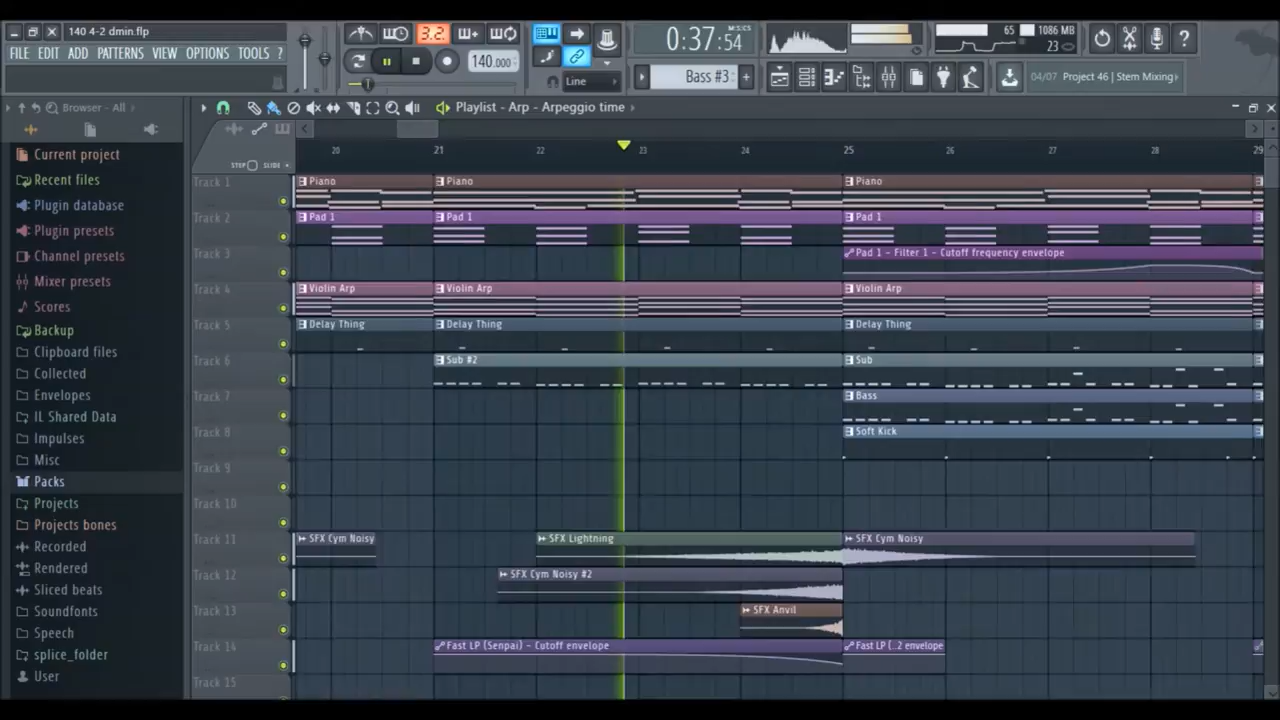 140 4-2 dmin.flp
FILE EDIT ADD PATTERNS VIEW OPTIONS TOOLS ?
3.2.
140.000
Line
0:37:54
M:S:CS
Bass #3
65
1086 MB
23
04/07 Project 46 | Stem Mixing
Browser - All
Playlist - Arp - Arpeggio time
STEP SLIDE
20 21 22 23 24 25 26 27 28 29
Current project
Recent files
Plugin database
Plugin presets
Channel presets
Mixer presets
Scores
Backup
Clipboard files
Collected
Envelopes
IL Shared Data
Impulses
Misc
Packs
Projects
Projects bones
Recorded
Rendered
Sliced beats
Soundfonts
Speech
splice_folder
User
Track 1 Piano Piano Piano
Track 2 Pad 1 Pad 1 Pad 1
Track 3 Pad 1 - Filter 1 - Cutoff frequency envelope
Track 4 Violin Arp Violin Arp Violin Arp
Track 5 Delay Thing Delay Thing Delay Thing
Track 6 Sub #2 Sub
Track 7 Bass
Track 8 Soft Kick
Track 9
Track 10
Track 11 SFX Cym Noisy SFX Lightning SFX Cym Noisy
Track 12 SFX Cym Noisy #2
Track 13 SFX Anvil
Track 14 Fast LP (Senpai) - Cutoff envelope Fast LP (...2 envelope
Track 15